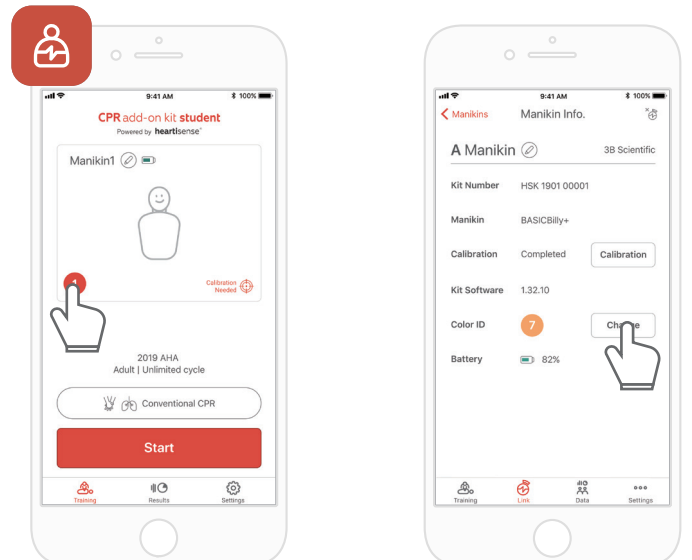 9:41 AM
100%
CPR add-on kit student
Powered by heartisense®
Manikin1
Calibration
Needed
2019 AHA
Adult | Unlimited cycle
Conventional CPR
Start
Training
Results
Settings
9:41 AM
100%
Manikins
Manikin Info.
A Manikin
3B Scientific
Kit Number
HSK 1901 00001
Manikin
BASICBilly+
Calibration
Completed
Calibration
Kit Software
1.32.10
Color ID
7
Battery
82%
Training
Link
Data
Settings